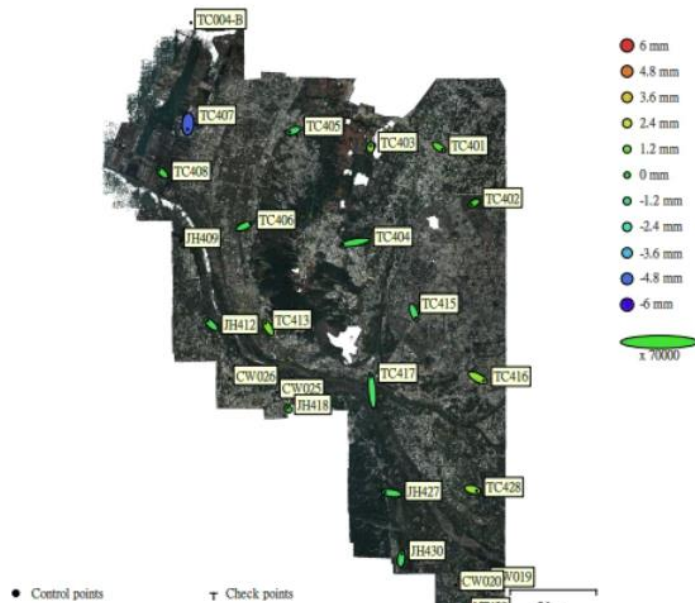 TC004-B
6 mm
4.8 mm
3.6 mm
2.4 mm
1.2 mm
0 mm
-1.2 mm
-2.4 mm
-3.6 mm
-4.8 mm
-6 mm
x 70000
TC407
TC405
TC403
TC401
TC408
TC402
TC406
JH409
TC404
TC415
JH412
TC413
TC417
TC416
CW026
CW025
JH418
JH427
TC428
JH430
CW020
W019
Control points
Check points